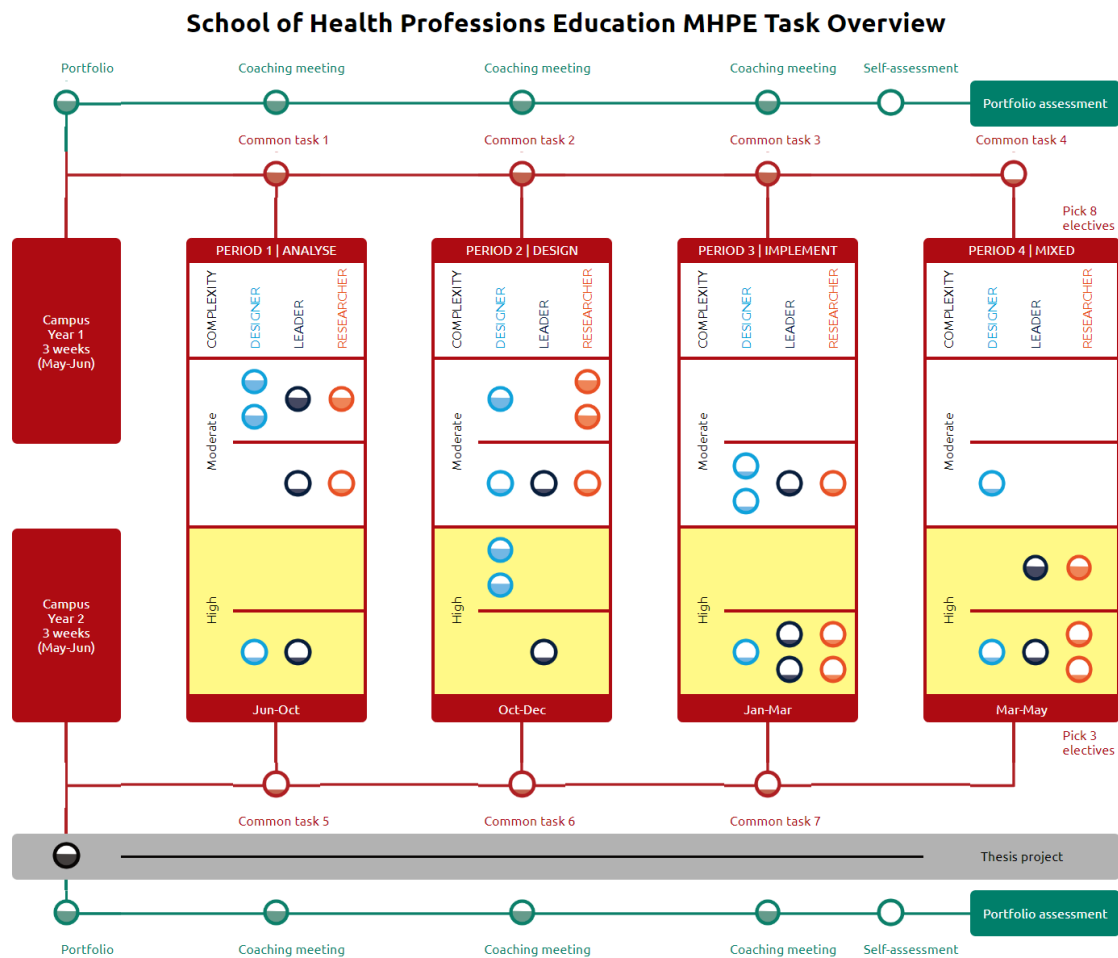 School of Health Professions Education MHPE Task Overview
Portfolio
Coaching meeting
Coaching meeting
Coaching meeting
Self-assessment
Portfolio assessment
Common task 1
Common task 2
Common task 3
Common task 4
Pick 8
electives
Campus
Year 1
3 weeks
(May-Jun)
PERIOD 1 | ANALYSE
COMPLEXITY
DESIGNER
LEADER
RESEARCHER
Moderate
High
Jun-Oct
PERIOD 2 | DESIGN
COMPLEXITY
DESIGNER
LEADER
RESEARCHER
Moderate
High
Oct-Dec
PERIOD 3 | IMPLEMENT
COMPLEXITY
DESIGNER
LEADER
RESEARCHER
Moderate
High
Jan-Mar
PERIOD 4 | MIXED
COMPLEXITY
DESIGNER
LEADER
RESEARCHER
Moderate
High
Mar-May
Campus
Year 2
3 weeks
(May-Jun)
Pick 3
electives
Common task 5
Common task 6
Common task 7
Thesis project
Portfolio assessment
Portfolio
Coaching meeting
Coaching meeting
Coaching meeting
Self-assessment